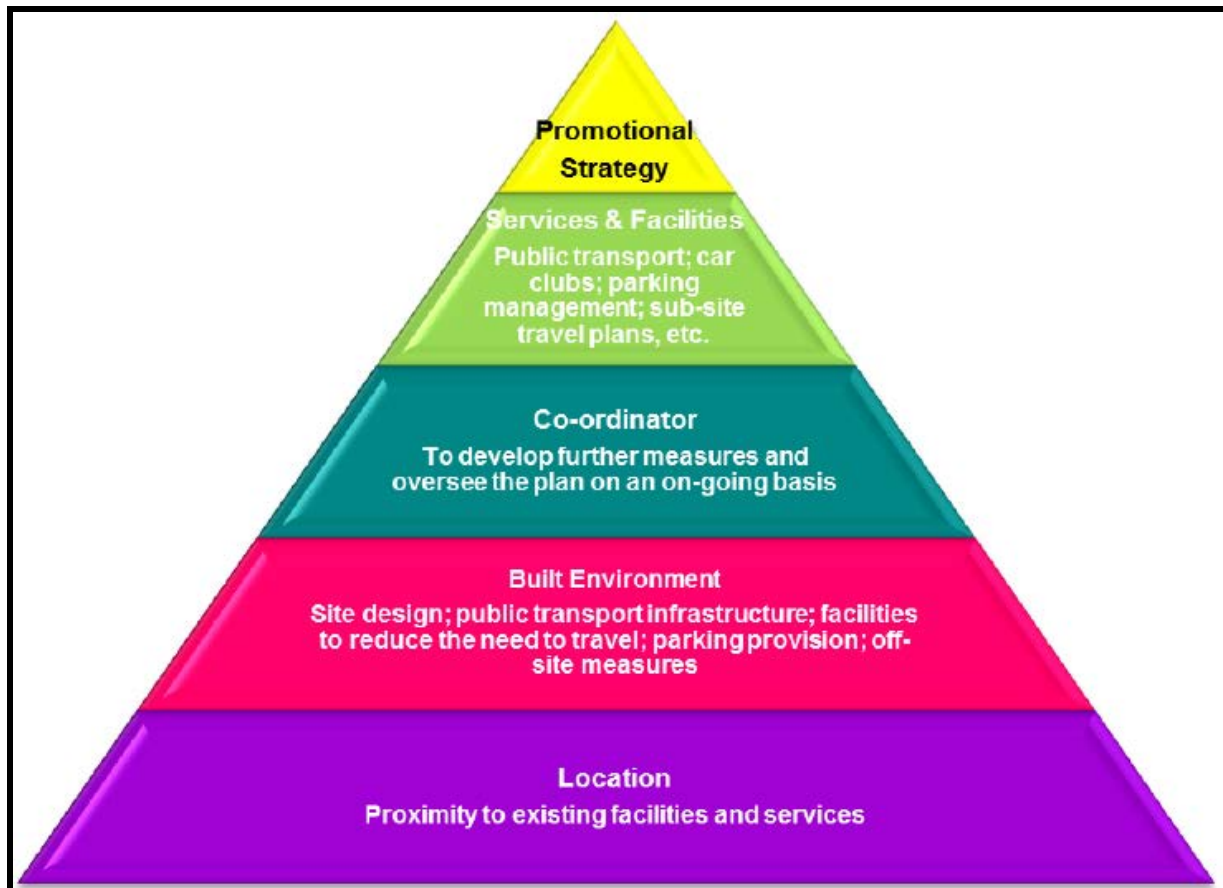 Promotional
Strategy
Services & Facilities
Public transport; car
clubs; parking
management; sub-site
travel plans, etc.
Co-ordinator
To develop further measures and
oversee the plan on an on-going basis
Built Environment
Site design; public transport infrastructure; facilities
to reduce the need to travel; parking provision; off-
site measures
Location
Proximity to existing facilities and services